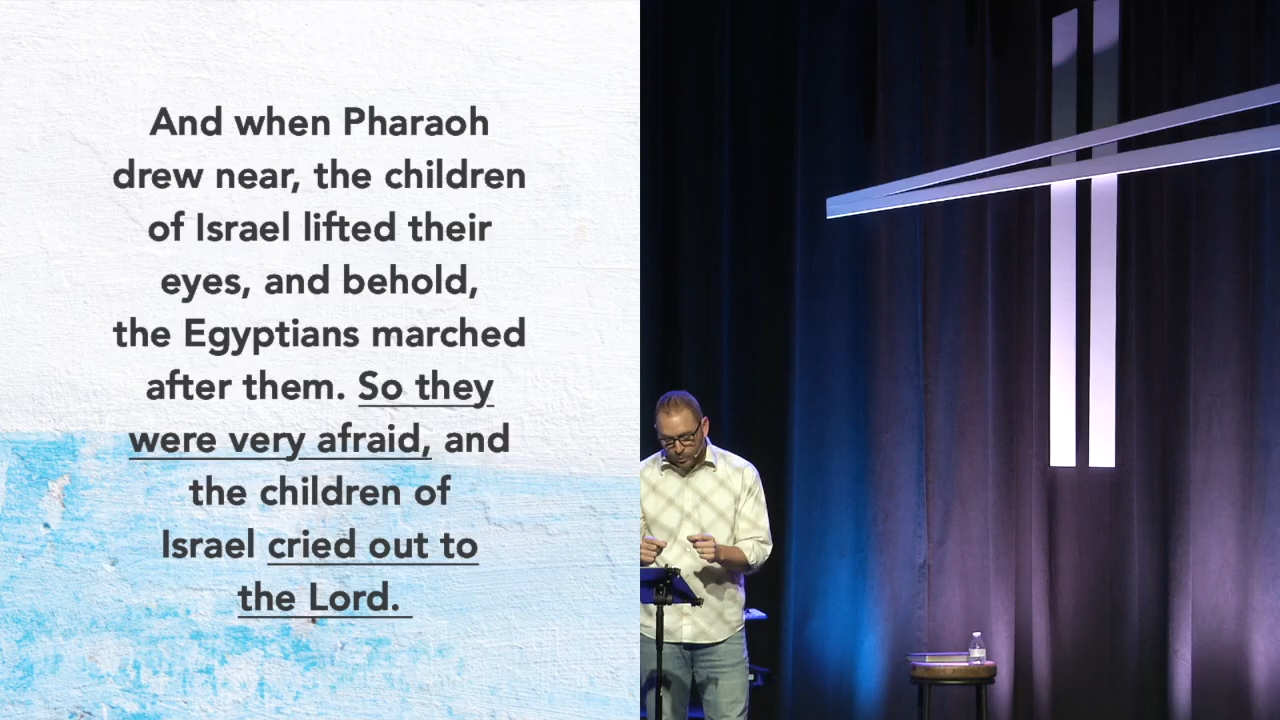 And when Pharaoh
drew near, the children
of Israel lifted their
eyes, and behold,
the Egyptians marched
after them. So they
were very afraid, and
the children of
Israel cried out to
the Lord.